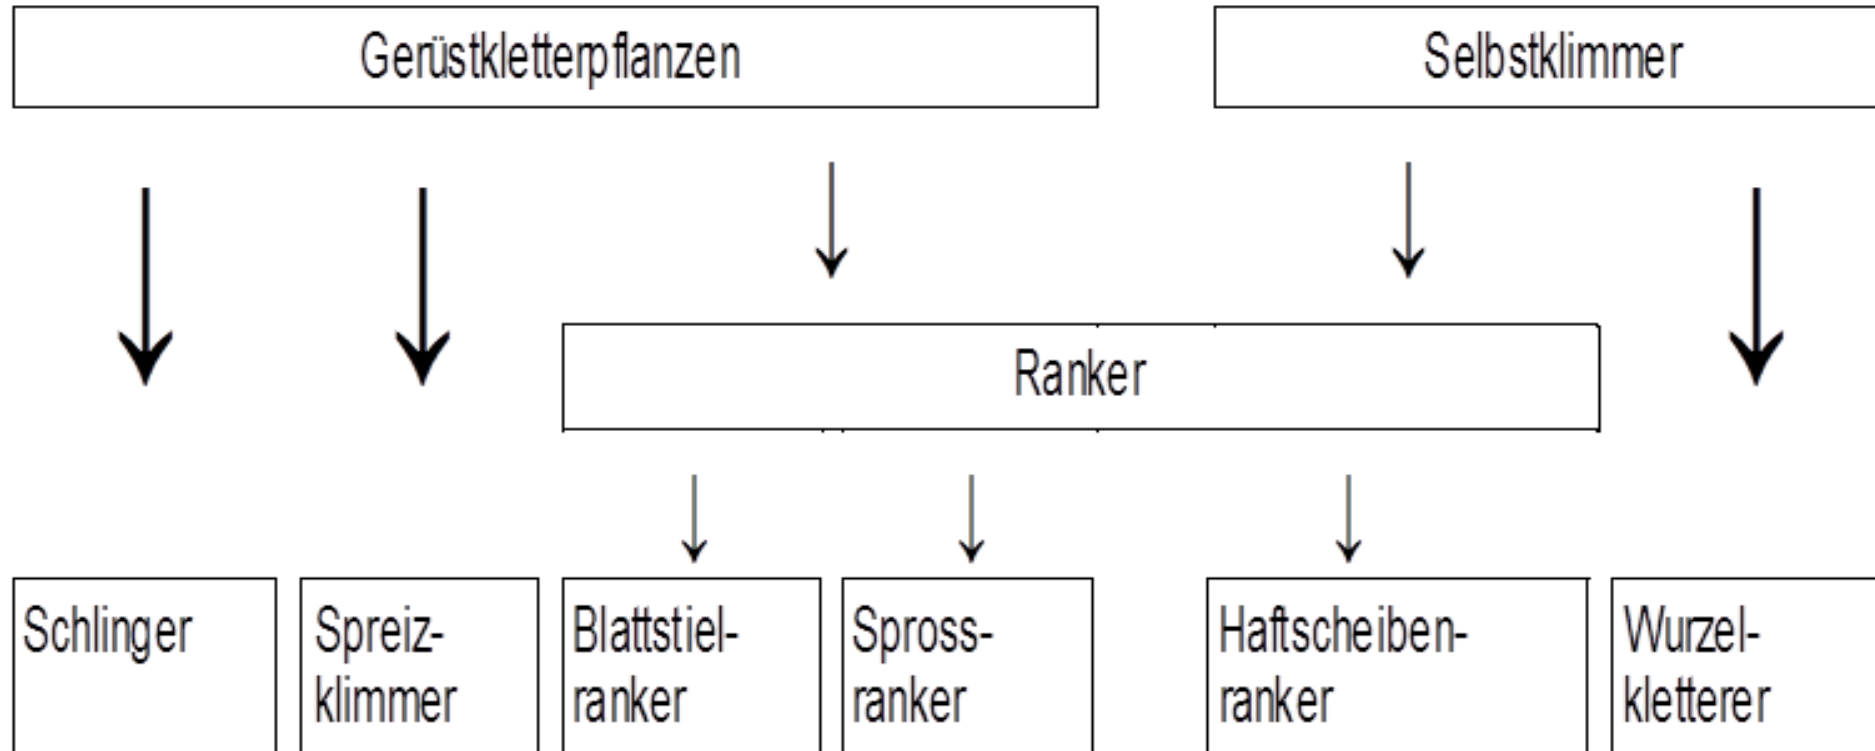 Gerüstkletterpflanzen
Selbstklimmer
Ranker
Schlinger
Spreiz-
klimmer
Blattstiel-
ranker
Spross-
ranker
Haftscheiben-
ranker
Wurzel-
kletterer